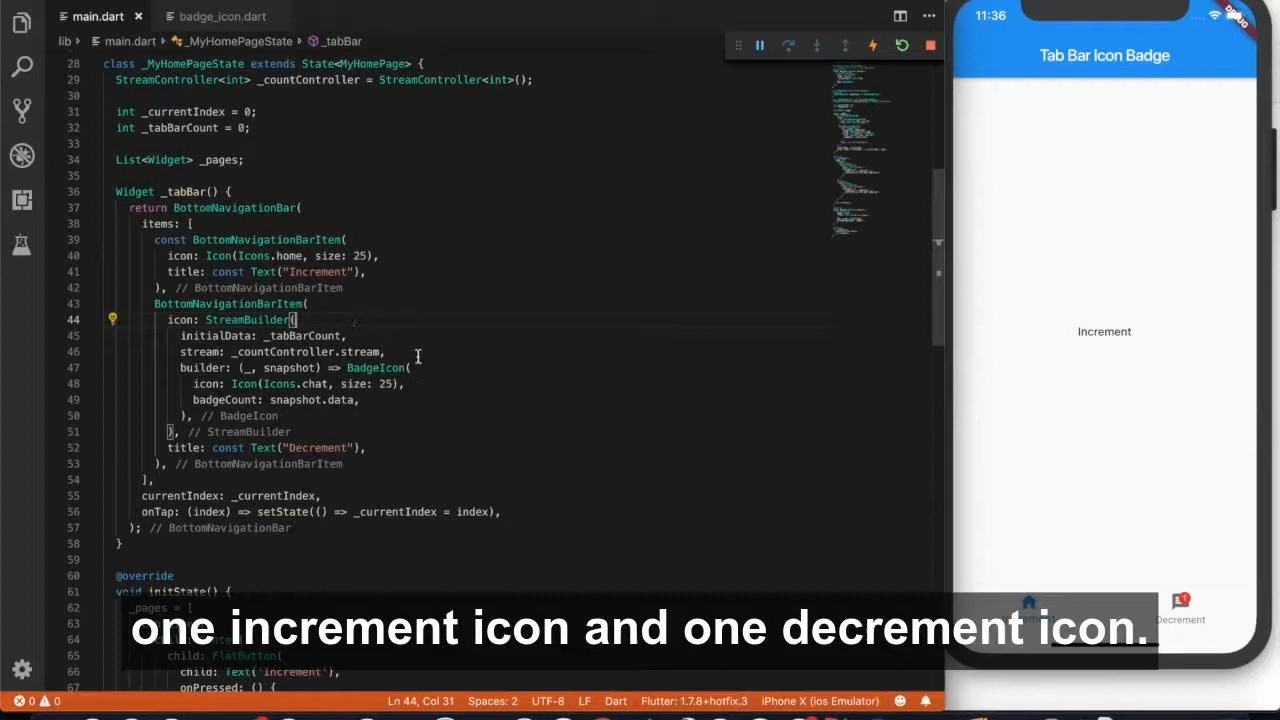 main.dart
badge_icon.dart
lib main.dart _MyHomePageState _tabBar
28 class _MyHomePageState extends State<MyHomePage> {
29 StreamController<int> _countController = StreamController<int>();
30
31 int _currentIndex = 0;
32 int _tabBarCount = 0;
33
34 List<Widget> _pages;
35
36 Widget _tabBar() {
37 return BottomNavigationBar(
38 items: [
39 const BottomNavigationBarItem(
40 icon: Icon(Icons.home, size: 25),
41 title: const Text("Increment"),
42 ), // BottomNavigationBarItem
43 BottomNavigationBarItem(
44 icon: StreamBuilder(
45 initialData: _tabBarCount,
46 stream: _countController.stream,
47 builder: (_, snapshot) => BadgeIcon(
48 icon: Icon(Icons.chat, size: 25),
49 badgeCount: snapshot.data,
50 ), // BadgeIcon
51 ), // StreamBuilder
52 title: const Text("Decrement"),
53 ), // BottomNavigationBarItem
54 ],
55 currentIndex: _currentIndex,
56 onTap: (index) => setState(() => _currentIndex = index),
57 ); // BottomNavigationBar
58 }
59
60 @override
61 void initState() {
62 _pages = [
63
64
65 child: FlatButton(
66 child: Text('Increment'),
67 onPressed: () {
one increment icon and one decrement icon.
0 0 Ln 44, Col 31 Spaces: 2 UTF-8 LF Dart Flutter: 1.7.8+hotfix.3 iPhone X (ios Emulator)
11:36
DEBUG
Tab Bar Icon Badge
Increment
1
Decrement